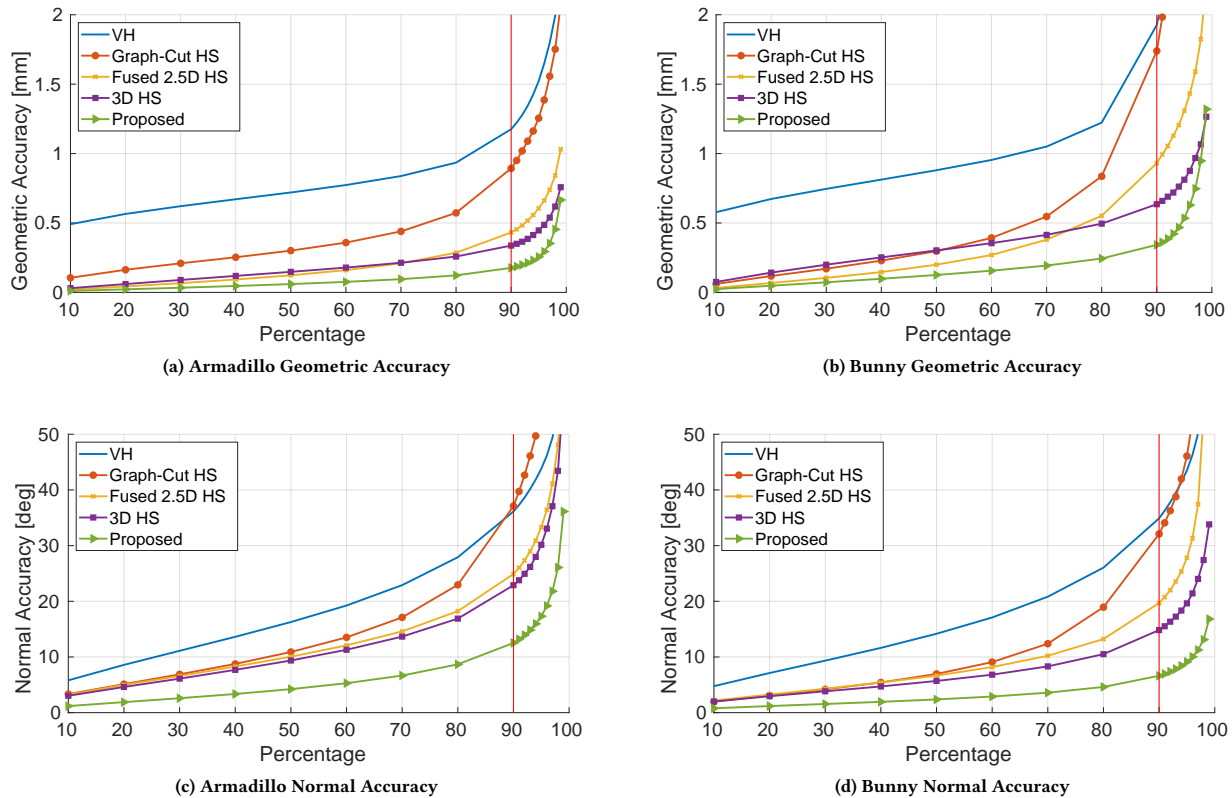 2
1.5
1
0.5
0
Geometric Accuracy [mm]
VH
Graph-Cut HS
Fused 2.5D HS
3D HS
Proposed
10 20 30 40 50 60 70 80 90 100
Percentage
(a) Armadillo Geometric Accuracy
2
1.5
1
0.5
0
Geometric Accuracy [mm]
VH
Graph-Cut HS
Fused 2.5D HS
3D HS
Proposed
10 20 30 40 50 60 70 80 90 100
Percentage
(b) Bunny Geometric Accuracy
50
40
30
20
10
0
Normal Accuracy [deg]
VH
Graph-Cut HS
Fused 2.5D HS
3D HS
Proposed
10 20 30 40 50 60 70 80 90 100
Percentage
(c) Armadillo Normal Accuracy
50
40
30
20
10
0
Normal Accuracy [deg]
VH
Graph-Cut HS
Fused 2.5D HS
3D HS
Proposed
10 20 30 40 50 60 70 80 90 100
Percentage
(d) Bunny Normal Accuracy